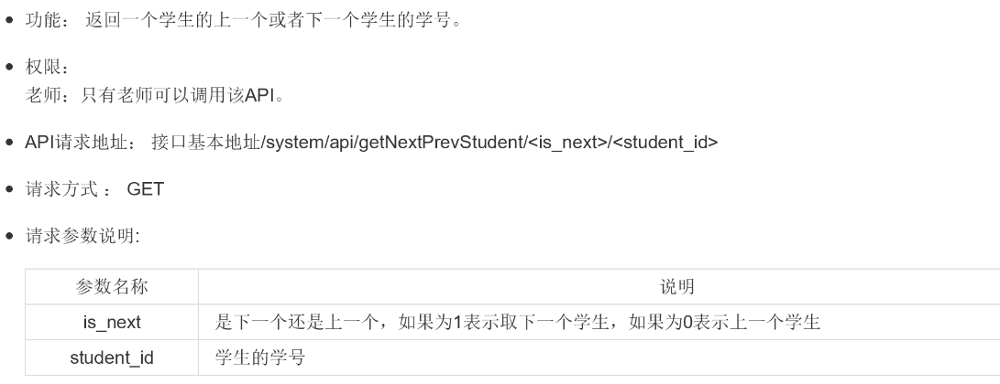 • 功能： 返回一个学生的上一个或者下一个学生的学号。
• 权限：
老师：只有老师可以调用该API。
• API请求地址： 接口基本地址/system/api/getNextPrevStudent/<is_next>/<student_id>
• 请求方式 ： GET
• 请求参数说明:
参数名称 说明
is_next 是下一个还是上一个，如果为1表示取下一个学生，如果为0表示上一个学生
student_id 学生的学号